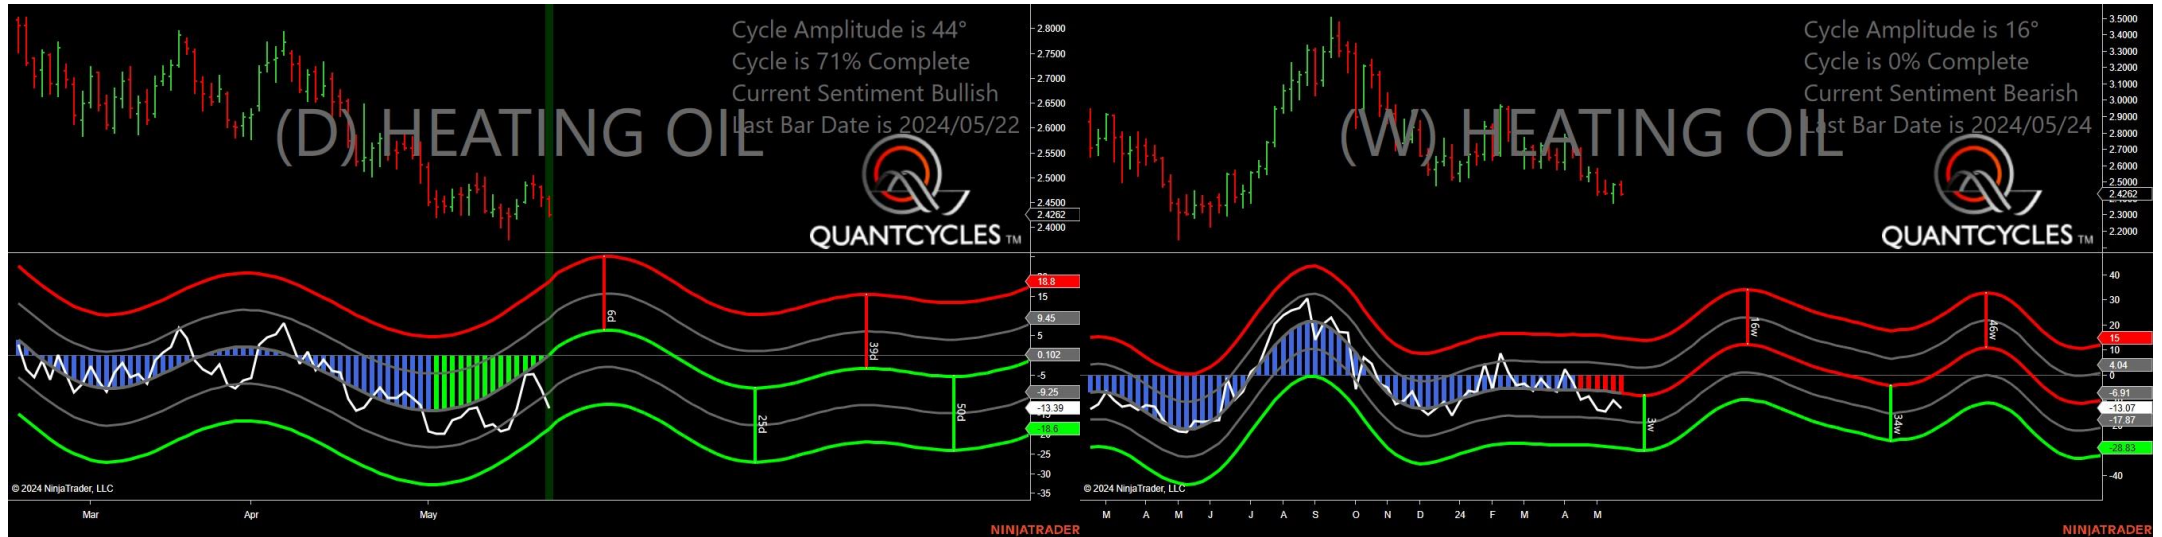 Cycle Amplitude is 44°
Cycle is 71% Complete
Current Sentiment Bullish
Last Bar Date is 2024/05/22
(D) HEATING OIL
QUANTCYCLES TM
2.8000
2.7000
2.6500
2.6000
2.5500
2.5000
2.4500
2.4262
2.4000
18.8
15
9.45
5
0.102
-5
-9.25
-13.39
-18.6
-25
-30
-35
6d
25d
39d
50d
© 2024 NinjaTrader, LLC
Mar
Apr
May
NINJATRADER
Cycle Amplitude is 16°
Cycle is 0% Complete
Current Sentiment Bearish
Last Bar Date is 2024/05/24
(W) HEATING OIL
QUANTCYCLES TM
3.5000
3.4000
3.3000
3.2000
3.1000
3.0000
2.9000
2.8000
2.7000
2.6000
2.5000
2.4262
2.3000
2.2000
40
30
20
15
10
4.04
0
-6.91
-13.07
-17.87
-28.83
-40
3w
16w
34w
46w
© 2024 NinjaTrader, LLC
M
A
M
J
J
A
S
O
N
D
24
F
M
A
M
NINJATRADER